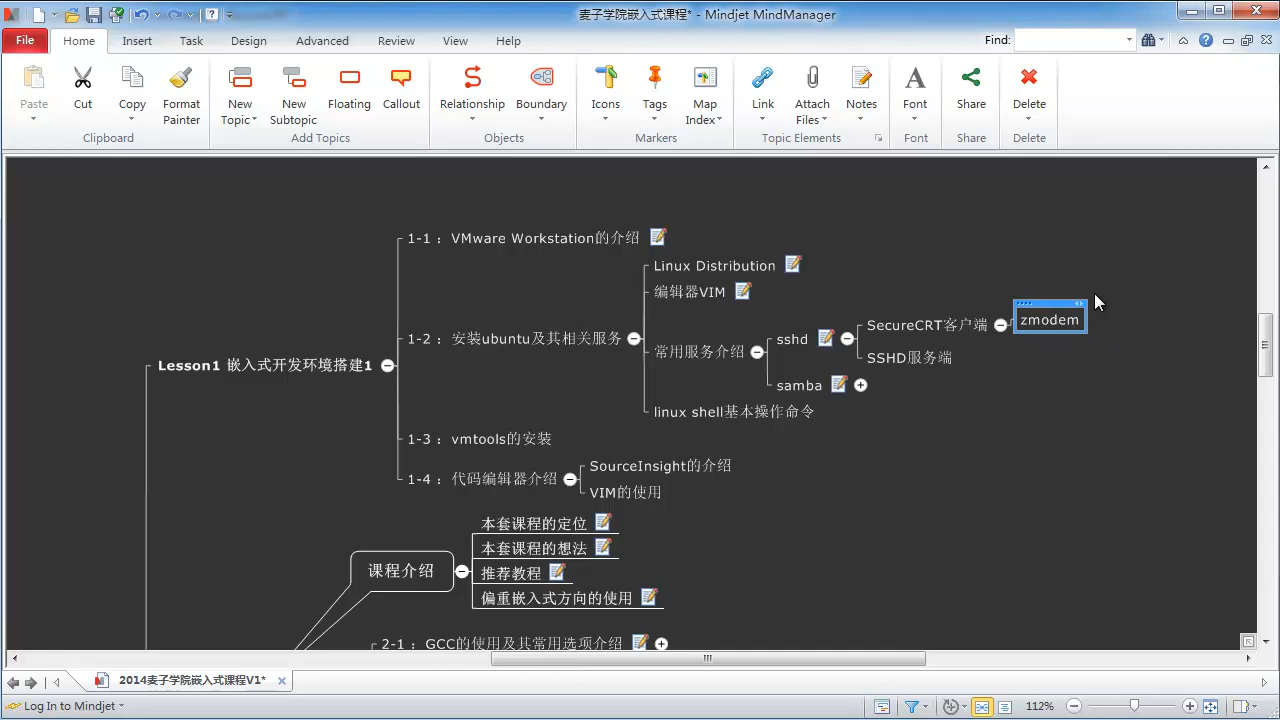 麦子学院嵌入式课程* - Mindjet MindManager
File Home Insert Task Design Advanced Review View Help Find:
Paste Cut Copy Format Painter New Topic New Subtopic Floating Callout Relationship Boundary Icons Tags Map Index Link Attach Files Notes Font Share Delete
Clipboard Add Topics Objects Markers Topic Elements Font Share Delete
1-1： VMware Workstation的介绍
Linux Distribution
编辑器VIM
zmodem
SecureCRT客户端
1-2： 安装ubuntu及其相关服务
sshd
常用服务介绍
SSHD服务端
Lesson1 嵌入式开发环境搭建1
samba
linux shell基本操作命令
1-3： vmtools的安装
SourceInsight的介绍
1-4： 代码编辑器介绍
VIM的使用
本套课程的定位
本套课程的想法
课程介绍
推荐教程
偏重嵌入式方向的使用
2-1： GCC的使用及其常用选项介绍
2014麦子学院嵌入式课程V1*
Log In to Mindjet 112%